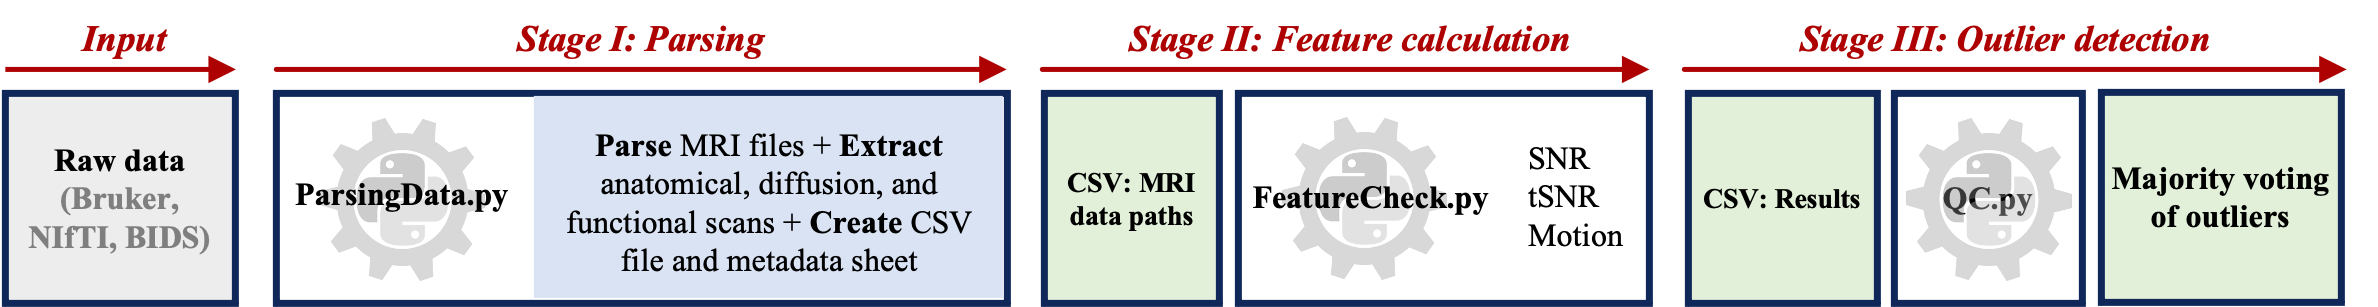 Input
Stage I: Parsing
Stage II: Feature calculation
Stage III: Outlier detection
Raw data
(Bruker,
NIfTI, BIDS)
ParsingData.py
Parse MRI files + Extract
anatomical, diffusion, and
functional scans + Create CSV
file and metadata sheet
CSV: MRI
data paths
FeatureCheck.py
SNR
tSNR
Motion
CSV: Results
QC.py
Majority voting
of outliers